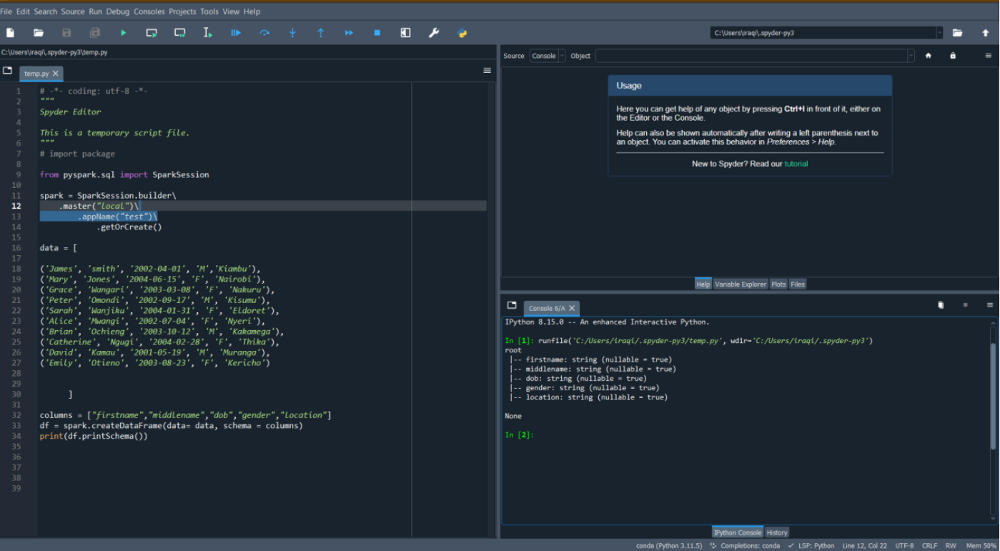 File Edit Search Source Run Debug Consoles Projects Tools View Help
C:\Users\iraqi\.spyder-py3
C:\Users\iraqi\.spyder-py3\temp.py
temp.py
1 # -*- coding: utf-8 -*-
2 """
3 Spyder Editor
4
5 This is a temporary script file.
6 """
7 # import package
8
9 from pyspark.sql import SparkSession
10
11 spark = SparkSession.builder\
12 .master("local")\
13 .appName("test")\
14 .getOrCreate()
15
16 data = [
17
18 ('James', 'smith', '2002-04-01', 'M','Kiambu'),
19 ('Mary', 'Jones', '2004-06-15', 'F', 'Nairobi'),
20 ('Grace', 'Wangari', '2003-03-08', 'F', 'Nakuru'),
21 ('Peter', 'Omondi', '2002-09-17', 'M', 'Kisumu'),
22 ('Sarah', 'Wanjiku', '2004-01-31', 'F', 'Eldoret'),
23 ('Alice', 'Mwangi', '2002-07-04', 'F', 'Nyeri'),
24 ('Brian', 'Ochieng', '2003-10-12', 'M', 'Kakamega'),
25 ('Catherine', 'Ngugi', '2004-02-28', 'F', 'Thika'),
26 ('David', 'Kamau', '2001-05-19', 'M', 'Muranga'),
27 ('Emily', 'Otieno', '2003-08-23', 'F', 'Kericho')
28
29
30 ]
31
32 columns = ["firstname","middlename","dob","gender","location"]
33 df = spark.createDataFrame(data= data, schema = columns)
34 print(df.printSchema())
35
36
37
38
39
Source Console Object
Usage
Here you can get help of any object by pressing Ctrl+I in front of it, either on
the Editor or the Console.
Help can also be shown automatically after writing a left parenthesis next to
an object. You can activate this behavior in Preferences > Help.
New to Spyder? Read our tutorial
Help Variable Explorer Plots Files
Console 6/A
IPython 8.15.0 -- An enhanced Interactive Python.
In [1]: runfile('C:/Users/iraqi/.spyder-py3/temp.py', wdir='C:/Users/iraqi/.spyder-py3')
root
|-- firstname: string (nullable = true)
|-- middlename: string (nullable = true)
|-- dob: string (nullable = true)
|-- gender: string (nullable = true)
|-- location: string (nullable = true)
None
In [2]:
IPython Console History
conda (Python 3.11.5) Completions: conda LSP: Python Line 12, Col 22 UTF-8 CRLF RW Mem 50%